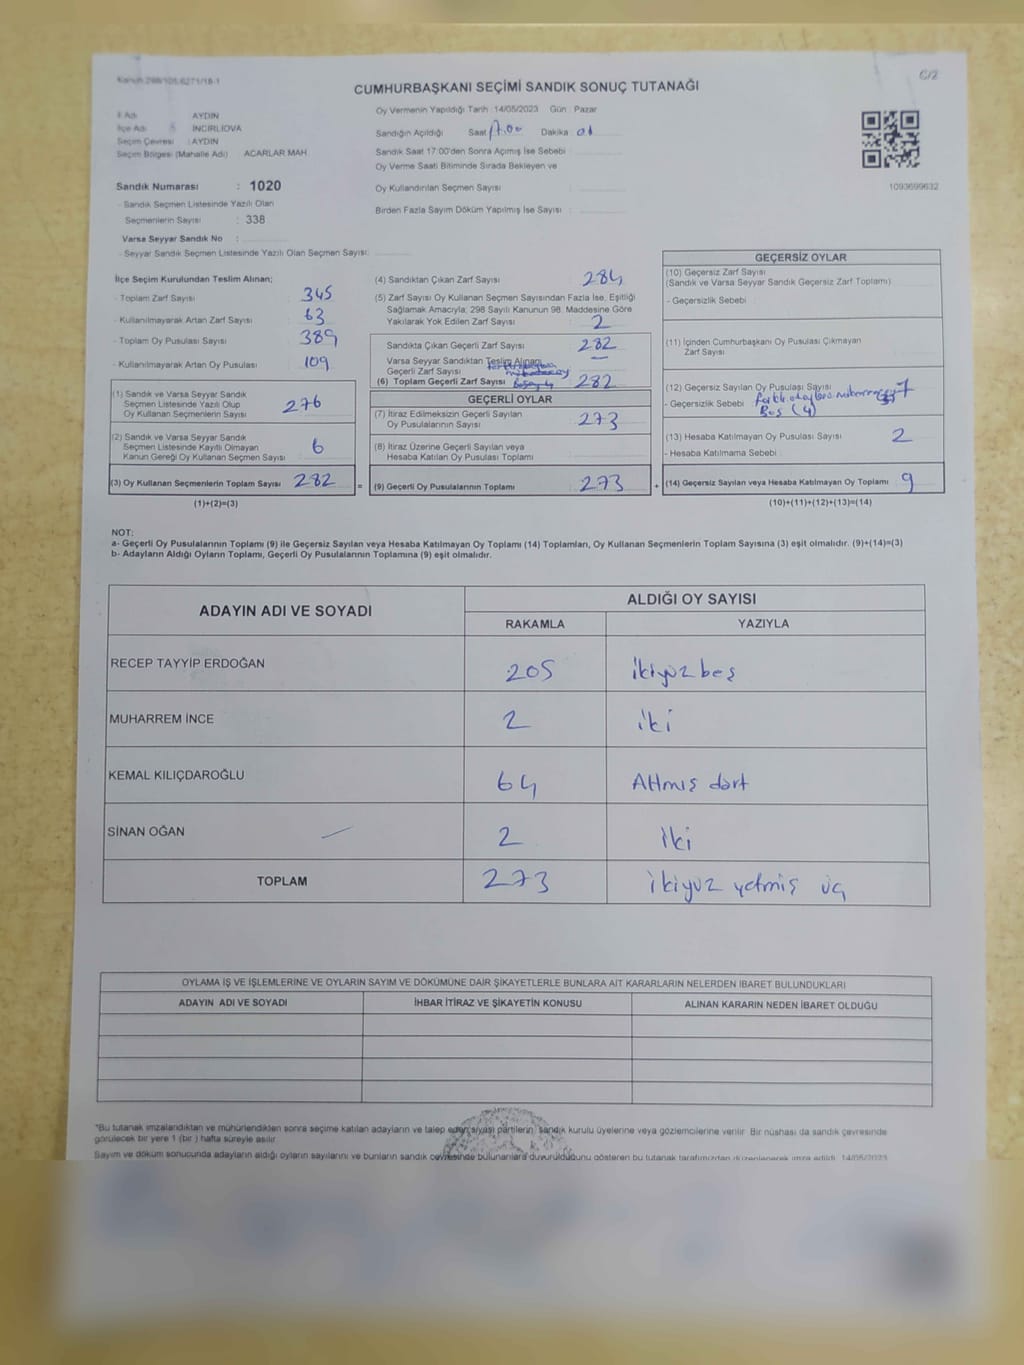 Kanun:298/105,6271/18-1
C/2
CUMHURBAŞKANI SEÇİMİ SANDIK SONUÇ TUTANAĞI
İl Adı AYDIN
İlçe Adı İNCİRLİOVA
Seçim Çevresi : AYDIN
Seçim Bölgesi (Mahalle Adı) ACARLAR MAH.
Sandık Numarası : 1020
- Sandık Seçmen Listesinde Yazılı Olan
Seçmenlerin Sayısı : 338
Varsa Seyyar Sandık No :
- Seyyar Sandık Seçmen Listesinde Yazılı Olan Seçmen Sayısı:
Oy Vermenin Yapıldığı Tarih : 14/05/2023 Gün : Pazar
Sandığın Açıldığı Saat 17.00 Dakika 01
Sandık Saat 17:00'den Sonra Açımış İse Sebebi :
Oy Verme Saati Bitiminde Sırada Bekleyen ve
Oy Kullandırılan Seçmen Sayısı :
Birden Fazla Sayım Döküm Yapılmış İse Sayısı :
1093699632
İlçe Seçim Kurulundan Teslim Alınan;
- Toplam Zarf Sayısı : 345
- Kullanılmayarak Artan Zarf Sayısı : 63
- Toplam Oy Pusulası Sayısı : 389
- Kullanılmayarak Artan Oy Pusulası : 109
(1) Sandık ve Varsa Seyyar Sandık
Seçmen Listesinde Yazılı Olup
Oy Kullanan Seçmenlerin Sayısı : 276
(2) Sandık ve Varsa Seyyar Sandık
Seçmen Listesinde Kayıtlı Olmayan
Kanun Gereği Oy Kullanan Seçmen Sayısı : 6
(3) Oy Kullanan Seçmenlerin Toplam Sayısı : 282
(1)+(2)=(3)
(4) Sandıktan Çıkan Zarf Sayısı : 284
(5) Zarf Sayısı Oy Kullanan Seçmen Sayısından Fazla İse, Eşitliği
Sağlamak Amacıyla; 298 Sayılı Kanunun 98. Maddesine Göre
Yakılarak Yok Edilen Zarf Sayısı : 2
Sandıkta Çıkan Geçerli Zarf Sayısı : 282
Varsa Seyyar Sandıktan Teslim Alınan
Geçerli Zarf Sayısı : —
(6) Toplam Geçerli Zarf Sayısı 282
GEÇERLİ OYLAR
(7) İtiraz Edilmeksizin Geçerli Sayılan
Oy Pusulalarının Sayısı : 273
(8) İtiraz Üzerine Geçerli Sayılan veya
Hesaba Katılan Oy Pusulası Toplamı :
(9) Geçerli Oy Pusulalarının Toplamı : 273
= +
GEÇERSİZ OYLAR
(10) Geçersiz Zarf Sayısı
(Sandık ve Varsa Seyyar Sandık Geçersiz Zarf Toplamı)
- Geçersizlik Sebebi :
(11) İçinden Cumhurbaşkanı Oy Pusulası Çıkmayan
Zarf Sayısı :
(12) Geçersiz Sayılan Oy Pusulası Sayısı : 7
- Geçersizlik Sebebi :
Boş (4)
(13) Hesaba Katılmayan Oy Pusulası Sayısı : 2
- Hesaba Katılmama Sebebi :
(14) Geçersiz Sayılan veya Hesaba Katılmayan Oy Toplamı : 9
(10)+(11)+(12)+(13)=(14)
NOT:
a- Geçerli Oy Pusulalarının Toplamı (9) ile Geçersiz Sayılan veya Hesaba Katılmayan Oy Toplamı (14) Toplamları, Oy Kullanan Seçmenlerin Toplam Sayısına (3) eşit olmalıdır. (9)+(14)=(3)
b- Adayların Aldığı Oyların Toplamı, Geçerli Oy Pusulalarının Toplamına (9) eşit olmalıdır.
ADAYIN ADI VE SOYADI
ALDIĞI OY SAYISI
RAKAMLA YAZIYLA
RECEP TAYYİP ERDOĞAN 205 ikiyüz beş
MUHARREM İNCE 2 iki
KEMAL KILIÇDAROĞLU 64 Altmış dört
SİNAN OĞAN 2 iki
TOPLAM 273 ikiyüz yetmiş üç
OYLAMA İŞ VE İŞLEMLERİNE VE OYLARIN SAYIM VE DÖKÜMÜNE DAİR ŞİKAYETLERLE BUNLARA AİT KARARLARIN NELERDEN İBARET BULUNDUKLARI
ADAYIN ADI VE SOYADI İHBAR İTİRAZ VE ŞİKAYETİN KONUSU ALINAN KARARIN NEDEN İBARET OLDUĞU
*Bu tutanak imzalandıktan ve mühürlendikten sonra seçime katılan adayların ve talep eden siyasi partilerin, sandık kurulu üyelerine veya gözlemcilerine verilir. Bir nüshası da sandık çevresinde
görülecek bir yere 1 (bir ) hafta süreyle asılır.
Sayım ve döküm sonucunda adayların aldığı oyların sayılarını ve bunların sandık çevresinde bulunanlara duyurulduğunu gösteren bu tutanak tarafımızdan düzenlenerek imza edildi. 14/05/2023